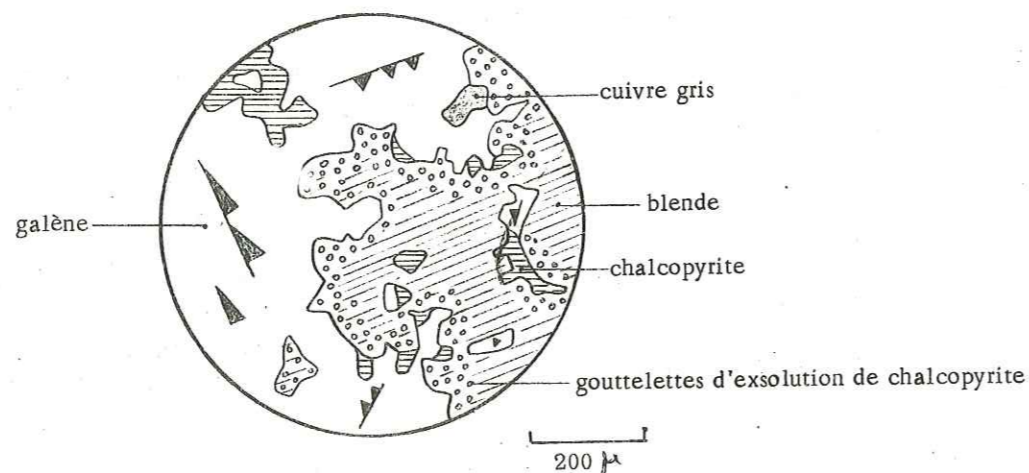 cuivre gris
blende
galène
chalcopyrite
gouttelettes d'exsolution de chalcopyrite
200 µ